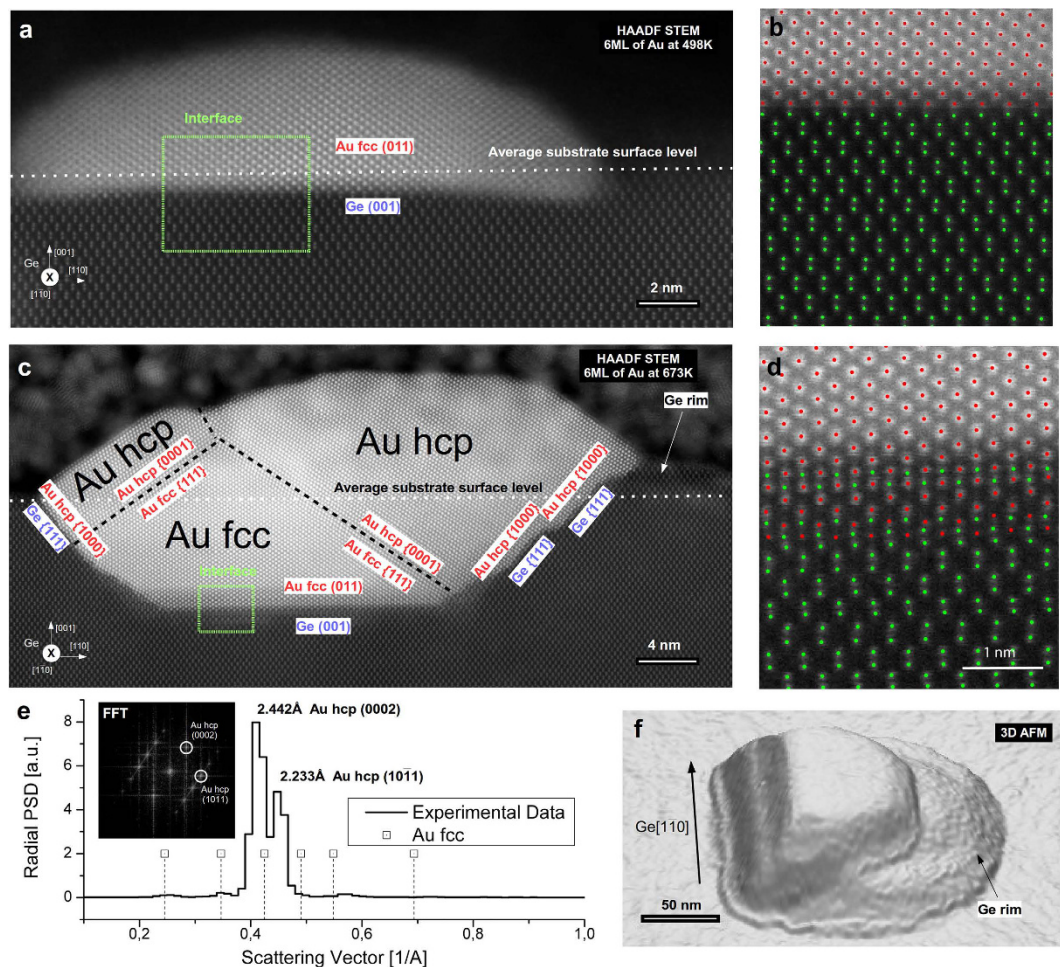 a
HAADF STEM
6ML of Au at 498K
Interface
Au fcc (011)
Average substrate surface level
Ge (001)
[001]
Ge
[110]
X
[1̄10]
2 nm
b
c
HAADF STEM
6ML of Au at 673K
Ge rim
Au hcp
Au hcp
Au hcp {0001}
Au fcc {111}
Average substrate surface level
Au hcp {1000}
Ge {111}
Au hcp {1000}
Ge {111}
Au hcp {1000}
Ge {111}
Au fcc
Au hcp {0001}
Au fcc {111}
Interface
Au fcc (011)
Ge (001)
[001]
Ge
[110]
X
[1̄10]
4 nm
d
1 nm
e
FFT
Au hcp
(0002)
Au hcp
(1011)
2.442Å Au hcp (0002)
2.233Å Au hcp (101̄1)
Experimental Data
Au fcc
Radial PSD [a.u.]
8
6
4
2
0
0,2
0,4
0,6
0,8
1,0
Scattering Vector [1/A]
f
3D AFM
Ge[1̄10]
50 nm
Ge rim